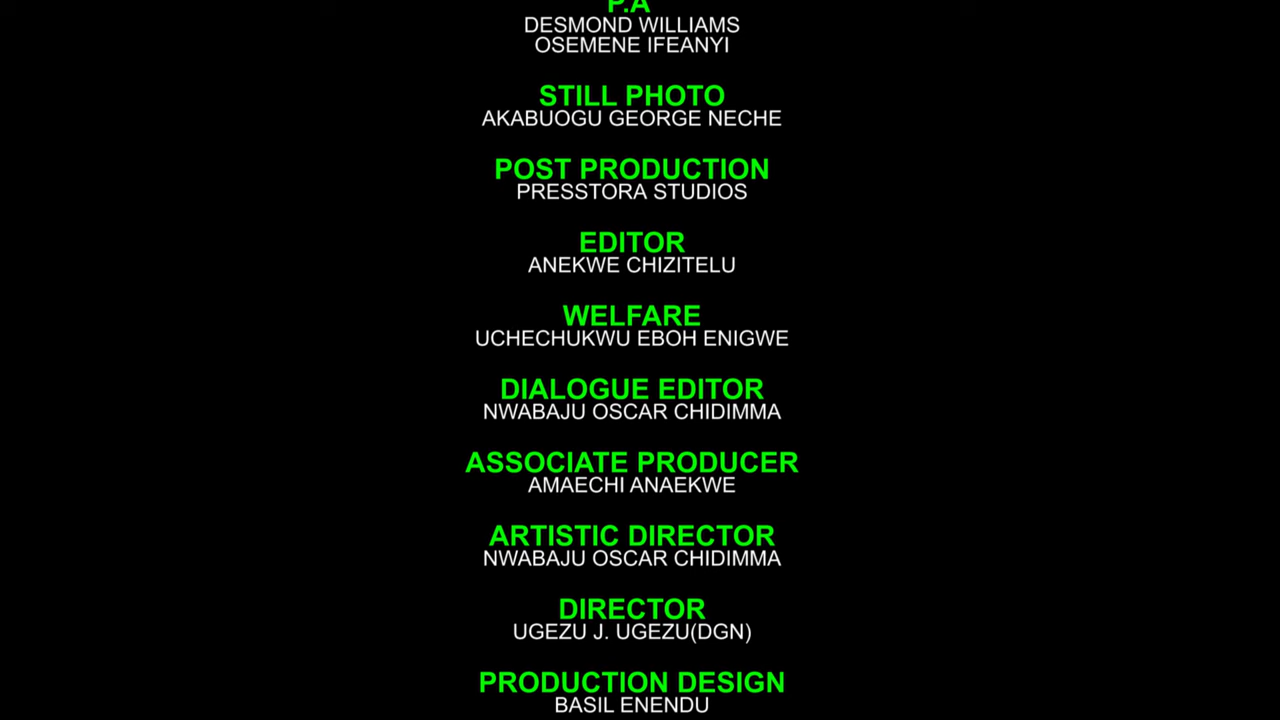 P.A
DESMOND WILLIAMS
OSEMENE IFEANYI
STILL PHOTO
AKABUOGU GEORGE NECHE
POST PRODUCTION
PRESSTORA STUDIOS
EDITOR
ANEKWE CHIZITELU
WELFARE
UCHECHUKWU EBOH ENIGWE
DIALOGUE EDITOR
NWABAJU OSCAR CHIDIMMA
ASSOCIATE PRODUCER
AMAECHI ANAEKWE
ARTISTIC DIRECTOR
NWABAJU OSCAR CHIDIMMA
DIRECTOR
UGEZU J. UGEZU(DGN)
PRODUCTION DESIGN
BASIL ENENDU